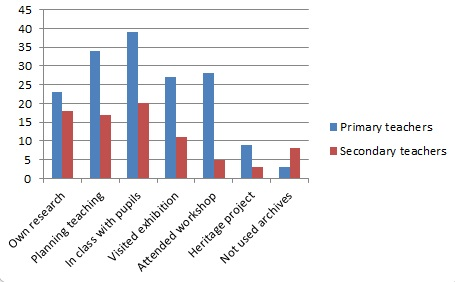 45
40
35
30
25
20
15
10
5
0
Own research
Planning teaching
In class with pupils
Visited exhibition
Attended workshop
Heritage project
Not used archives
Primary teachers
Secondary teachers